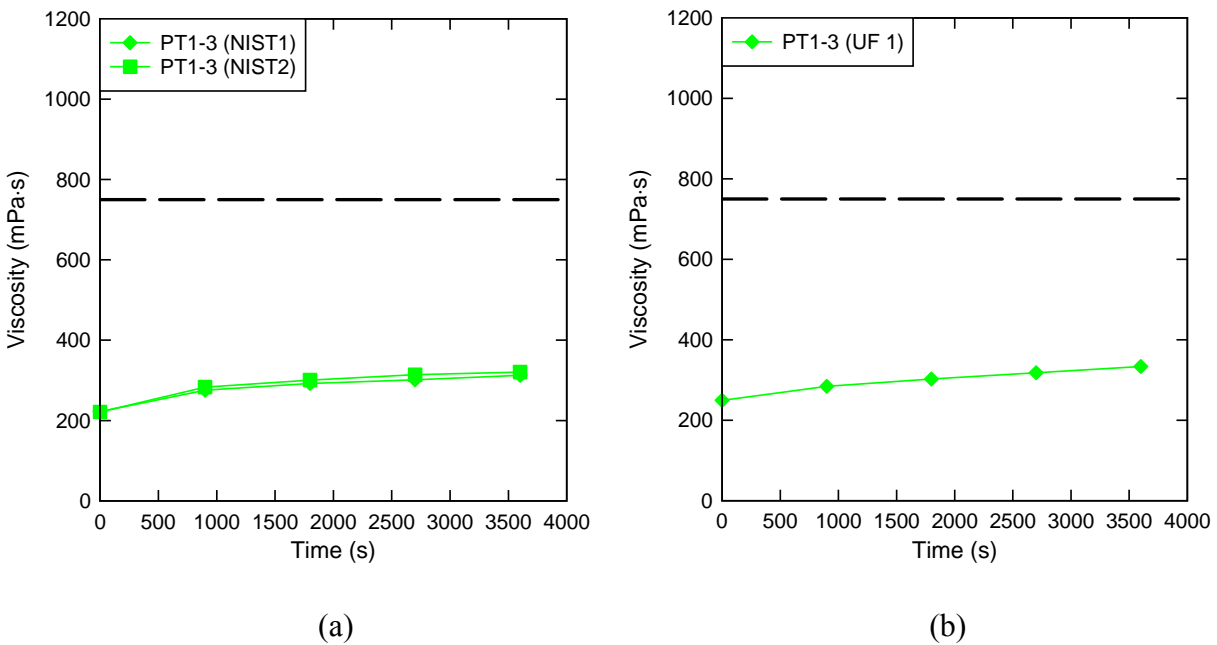 PT1-3 (NIST1)
PT1-3 (NIST2)
1200
1000
800
600
400
200
0
Viscosity (mPa·s)
0 500 1000 1500 2000 2500 3000 3500 4000
Time (s)
(a)
PT1-3 (UF 1)
1200
1000
800
600
400
200
0
Viscosity (mPa·s)
0 500 1000 1500 2000 2500 3000 3500 4000
Time (s)
(b)